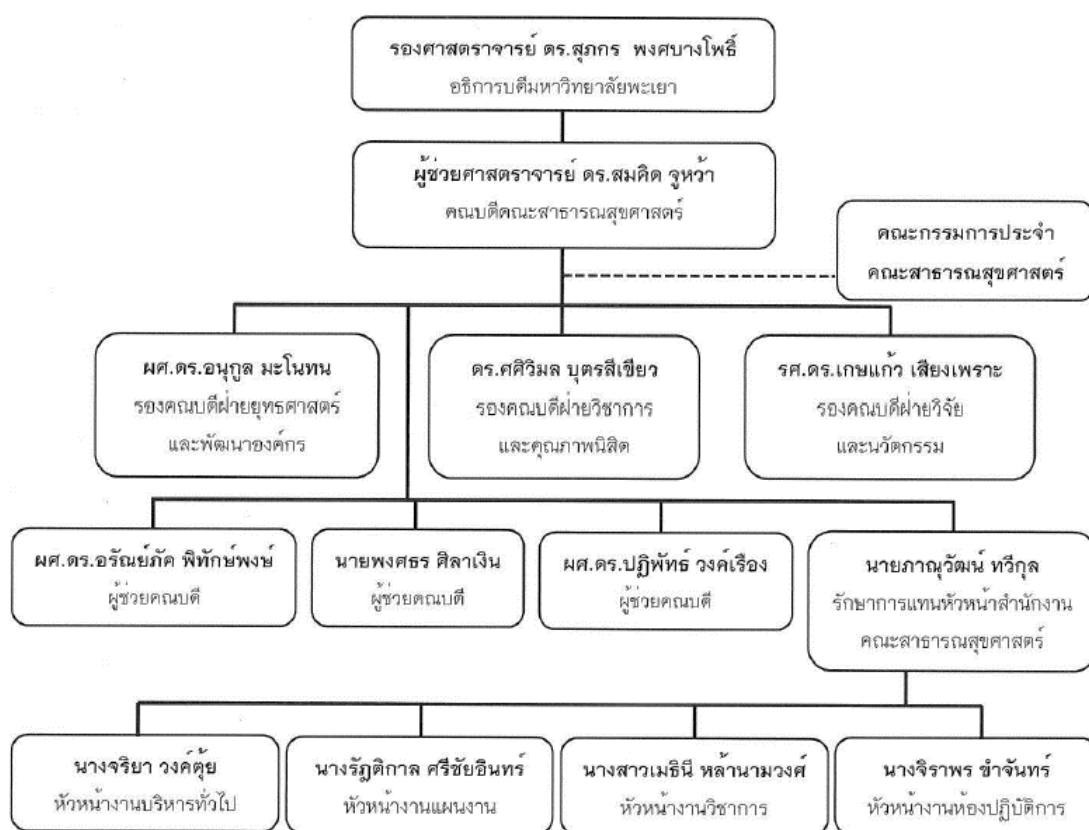 รองศาสตราจารย์ ดร.สุภกร พงศบางโพธิ์
อธิการบดีมหาวิทยาลัยพะเยา
ผู้ช่วยศาสตราจารย์ ดร.สมคิด จูหว้า
คณบดีคณะสาธารณสุขศาสตร์
คณะกรรมการประจำ
คณะสาธารณสุขศาสตร์
ผศ.ดร.อนุกูล มะโนทน
รองคณบดีฝ่ายยุทธศาสตร์
และพัฒนาองค์กร
ดร.ศศิวิมล บุตรสีเขียว
รองคณบดีฝ่ายวิชาการ
และคุณภาพนิสิต
รศ.ดร.เกษแก้ว เสียงเพราะ
รองคณบดีฝ่ายวิจัย
และนวัตกรรม
ผศ.ดร.อรัณย์ภัค พิทักษ์พงษ์
ผู้ช่วยคณบดี
นายพงศธร ศิลาเงิน
ผู้ช่วยคณบดี
ผศ.ดร.ปฏิพัทธ์ วงค์เรือง
ผู้ช่วยคณบดี
นายภาณุวัฒน์ ทวีกุล
รักษาการแทนหัวหน้าสำนักงาน
คณะสาธารณสุขศาสตร์
นางจริยา วงค์ตุ้ย
หัวหน้างานบริหารทั่วไป
นางรัฏติกาล ศรีชัยอินทร์
หัวหน้างานแผนงาน
นางสาวเมธินี หล้านามวงศ์
หัวหน้างานวิชาการ
นางจิราพร ขำจันทร์
หัวหน้างานห้องปฏิบัติการ